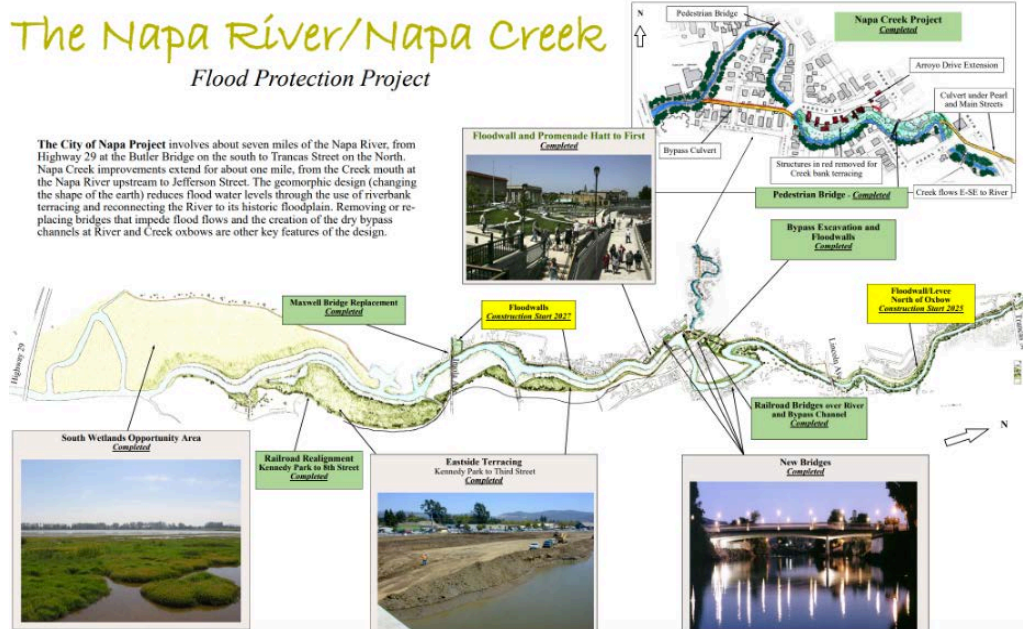 The Napa River/Napa Creek
Flood Protection Project
The City of Napa Project involves about seven miles of the Napa River, from
Highway 29 at the Butler Bridge on the south to Trancas Street on the North.
Napa Creek improvements extend for about one mile, from the Creek mouth at
the Napa River upstream to Jefferson Street. The geomorphic design (changing
the shape of the earth) reduces flood water levels through the use of riverbank
terracing and reconnecting the River to its historic floodplain. Removing or re-
placing bridges that impede flood flows and the creation of the dry bypass
channels at River and Creek oxbows are other key features of the design.
N
Pedestrian Bridge
Napa Creek Project
Completed
Arroyo Drive Extension
Culvert under Pearl
and Main Streets
Bypass Culvert
Structures in red removed for
Creek bank terracing
Creek flows E-SE to River
Floodwall and Promenade Hatt to First
Completed
Pedestrian Bridge - Completed
Bypass Excavation and
Floodwalls
Completed
Maxwell Bridge Replacement
Completed
Floodwalls
Construction Start 2027
Floodwall/Levee
North of Oxbow
Construction Start 2025
Highway 29
Lincoln Ave
Railroad Bridges over River
and Bypass Channel
Completed
N
South Wetlands Opportunity Area
Completed
Railroad Realignment
Kennedy Park to 8th Street
Completed
Eastside Terracing
Kennedy Park to Third Street
Completed
New Bridges
Completed